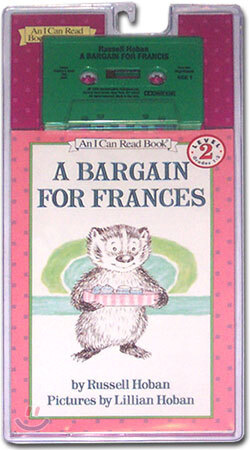 An I Can Read
Book
Russell Hoban
A BARGAIN FOR FRANCES
An I Can Read Book
LEVEL
2
A BARGAIN
FOR FRANCES
by Russell Hoban
Pictures by Lillian Hoban